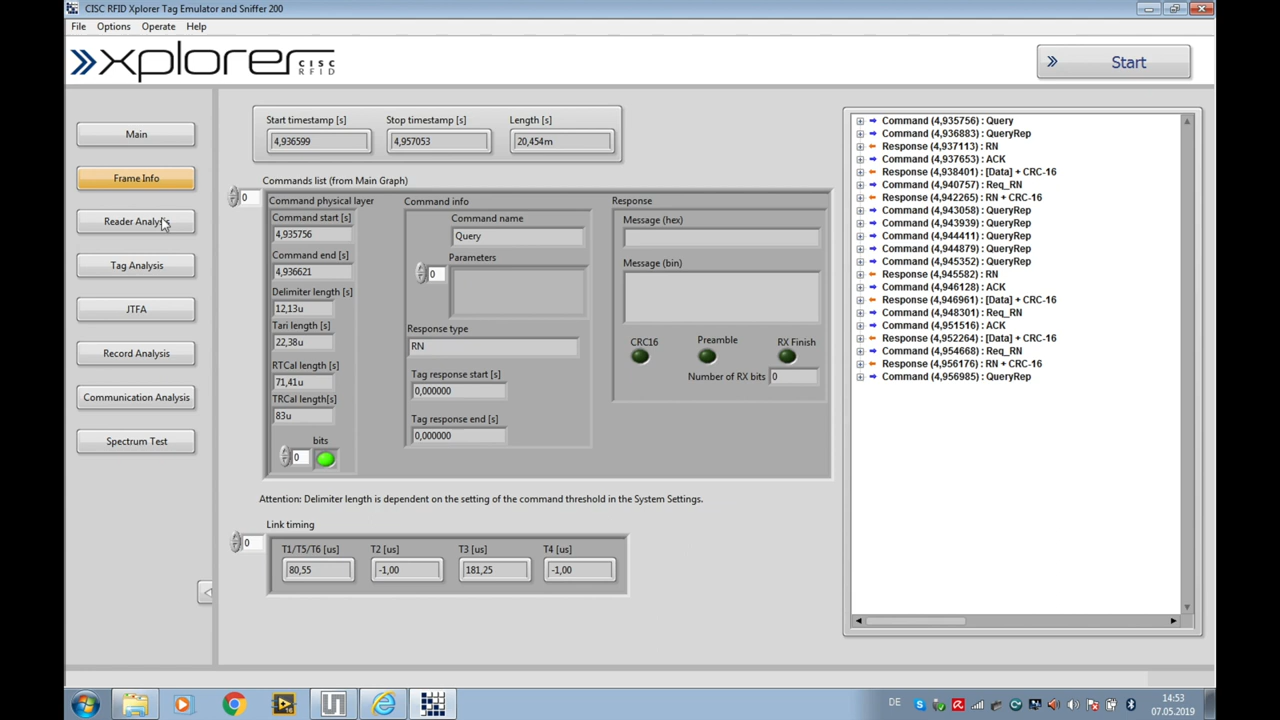 CISC RFID Xplorer Tag Emulator and Sniffer 200
File Options Operate Help
xplorer CISC RFID
Start
Main
Frame Info
Reader Analysis
Tag Analysis
JTFA
Record Analysis
Communication Analysis
Spectrum Test
Start timestamp [s] Stop timestamp [s] Length [s]
4,936599 4,957053 20,454m
Commands list (from Main Graph)
0
Command physical layer
Command start [s]
4,935756
Command end [s]
4,936621
Delimiter length [s]
12,13u
Tari length [s]
22,38u
RTCal length [s]
71,41u
TRCal length[s]
83u
bits
0
Command info
Command name
Query
Parameters
0
Response type
RN
Tag response start [s]
0,000000
Tag response end [s]
0,000000
Response
Message (hex)
Message (bin)
CRC16 Preamble RX Finish
Number of RX bits 0
Attention: Delimiter length is dependent on the setting of the command threshold in the System Settings.
Link timing
0
T1/T5/T6 [us] T2 [us] T3 [us] T4 [us]
80,55 -1,00 181,25 -1,00
Command (4,935756) : Query
Command (4,936883) : QueryRep
Response (4,937113) : RN
Command (4,937653) : ACK
Response (4,938401) : [Data] + CRC-16
Command (4,940757) : Req_RN
Response (4,942265) : RN + CRC-16
Command (4,943058) : QueryRep
Command (4,943939) : QueryRep
Command (4,944411) : QueryRep
Command (4,944879) : QueryRep
Command (4,945352) : QueryRep
Response (4,945582) : RN
Command (4,946128) : ACK
Response (4,946961) : [Data] + CRC-16
Command (4,948301) : Req_RN
Command (4,951516) : ACK
Response (4,952264) : [Data] + CRC-16
Command (4,954668) : Req_RN
Response (4,956176) : RN + CRC-16
Command (4,956985) : QueryRep
DE
14:53
07.05.2019